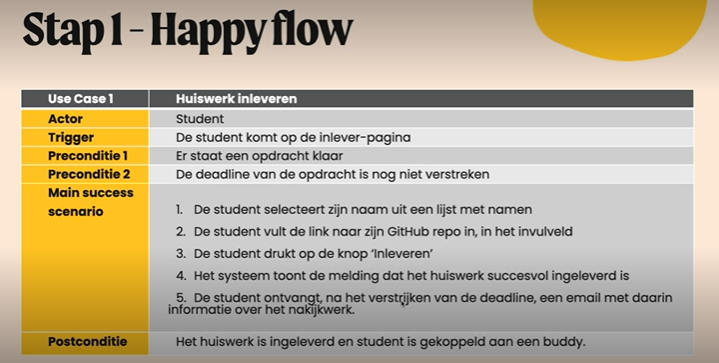 Stap 1 - Happy flow
Use Case 1 Huiswerk inleveren
Actor Student
Trigger De student komt op de inlever-pagina
Preconditie 1 Er staat een opdracht klaar
Preconditie 2 De deadline van de opdracht is nog niet verstreken
Main success
scenario
1. De student selecteert zijn naam uit een lijst met namen
2. De student vult de link naar zijn GitHub repo in, in het invulveld
3. De student drukt op de knop ‘Inleveren’
4. Het systeem toont de melding dat het huiswerk succesvol ingeleverd is
5. De student ontvangt, na het verstrijken van de deadline, een email met daarin
informatie over het nakijkwerk.
Postconditie Het huiswerk is ingeleverd en student is gekoppeld aan een buddy.